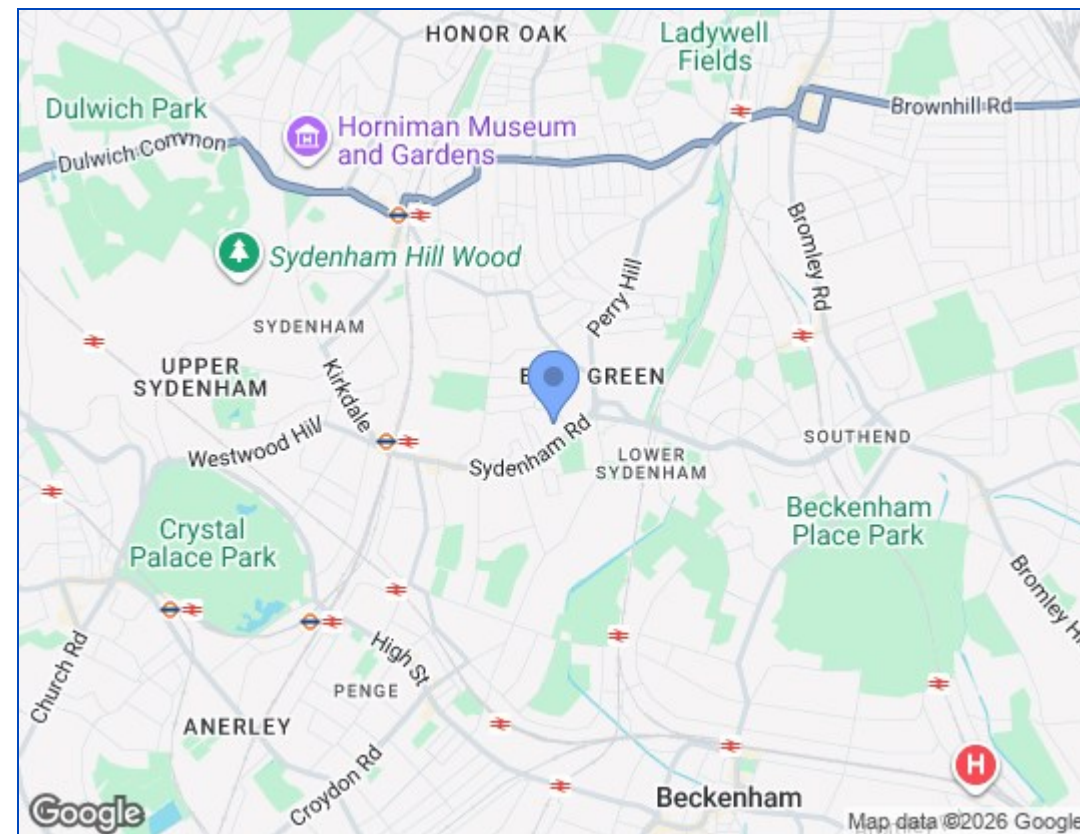 HONOR OAK
Ladywell
Fields
Dulwich Park
Brownhill Rd
Horniman Museum
and Gardens
Dulwich Common
Bromley Rd
Sydenham Hill Wood
Perry Hill
SYDENHAM
UPPER
SYDENHAM
Kirkdale
GREEN
Westwood Hill
Sydenham Rd
SOUTHEND
LOWER
SYDENHAM
Beckenham
Place Park
Crystal
Palace Park
Bromley
High St
Church Rd
PENGE
ANERLEY
Croydon Rd
H
Beckenham
Google
Map data ©2026 Google